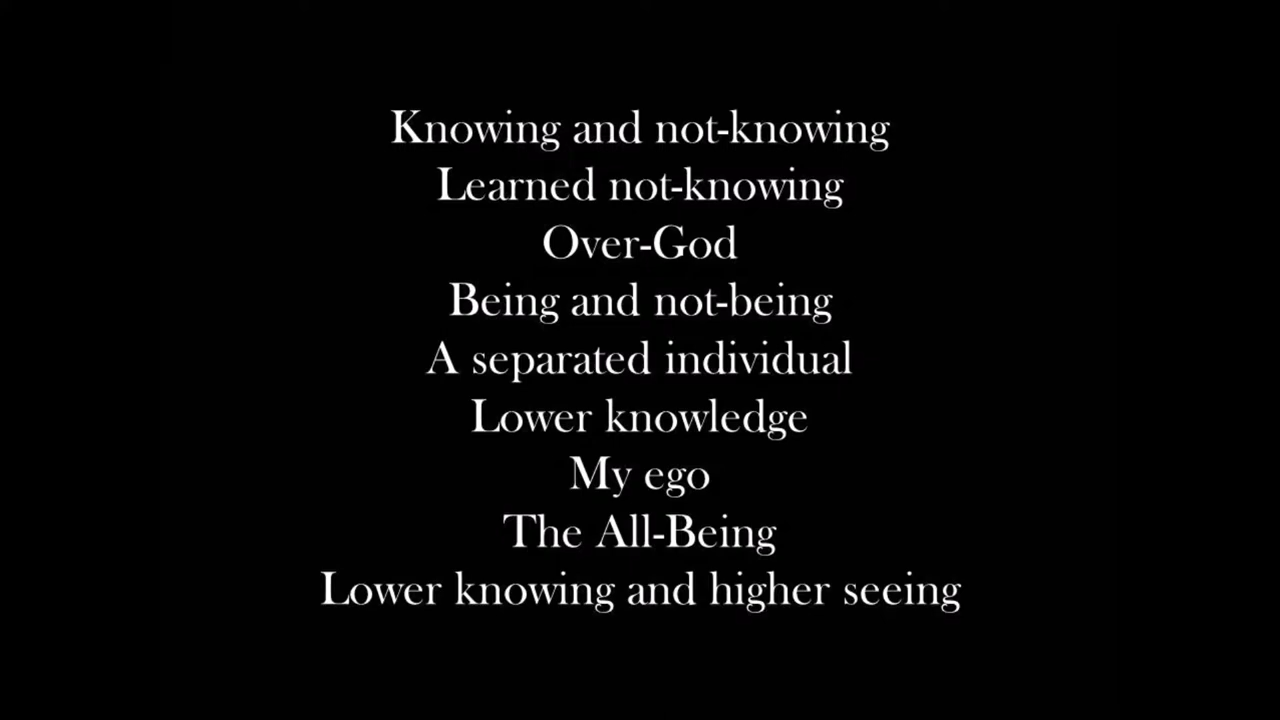 Knowing and not-knowing
Learned not-knowing
Over-God
Being and not-being
A separated individual
Lower knowledge
My ego
The All-Being
Lower knowing and higher seeing